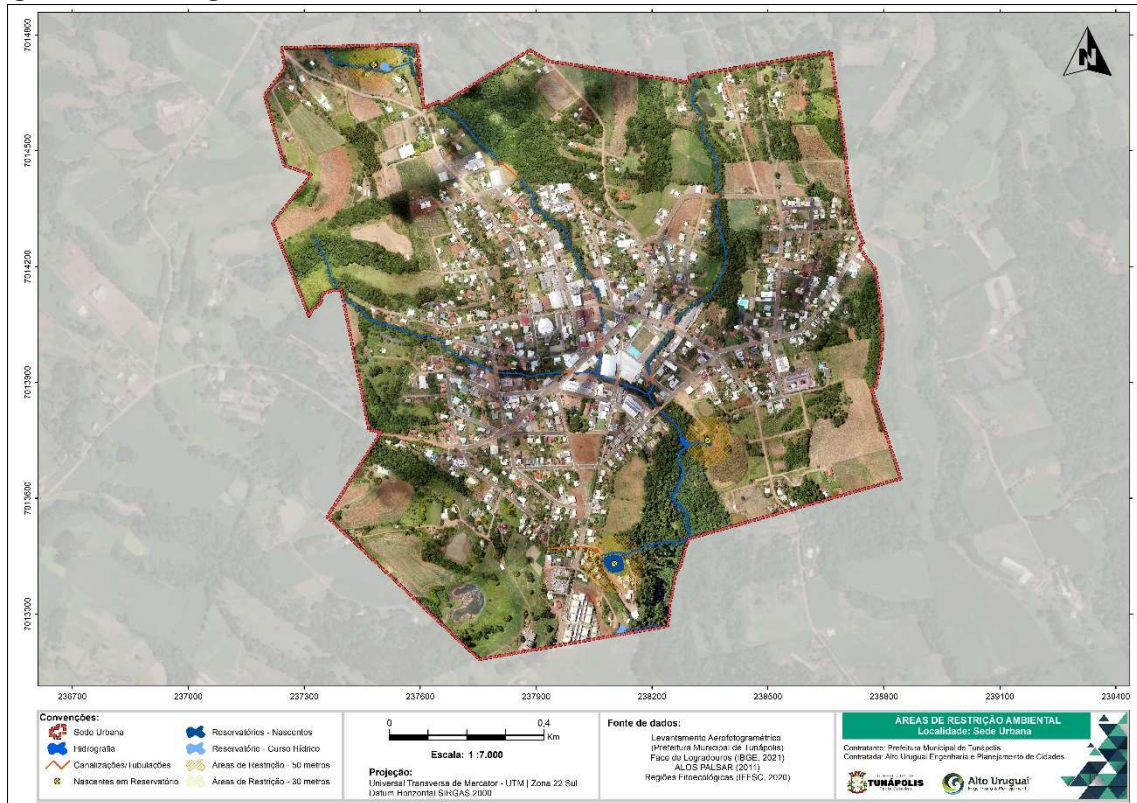 N
7014800
7014500
7014200
7013900
7013600
7013300
236700 237000 237300 237600 237900 238200 238500 238800 239100 239400
Convenções:
Sede Urbana
Hidrografia
Canalizações/Tubulações
Nascentes em Reservatório
Reservatórios - Nascentes
Reservatório - Curso Hídrico
Áreas de Restrição - 50 metros
Áreas de Restrição - 30 metros
0 0,4
Km
Escala: 1 :7.000
Projeção:
Universal Transversa de Mercator - UTM | Zona 22 Sul
Datum Horizontal SIRGAS 2000
Fonte de dados:
Levantamento Aerofotogramétrico
(Prefeitura Municipal de Tunápolis)
Face de Logradouros (IBGE, 2021)
ALOS PALSAR (2011)
Regiões Fitoecológicas (IFFSC, 2020)
ÁREAS DE RESTRIÇÃO AMBIENTAL
Localidade: Sede Urbana
Contratante: Prefeitura Municipal de Tunápolis
Contratada: Alto Uruguai Engenharia e Planejamento de Cidades
TUNÁPOLIS
Alto Uruguai
Engenharia e Planejamento